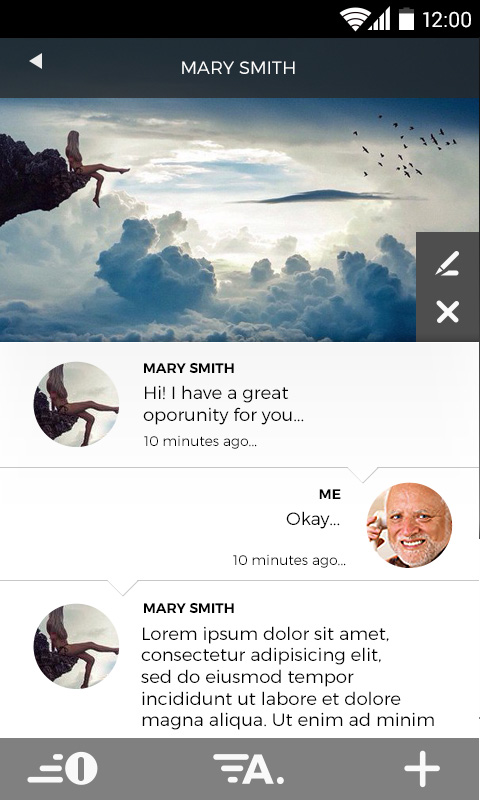 12:00
MARY SMITH
MARY SMITH
Hi! I have a great
oporunity for you...
10 minutes ago...
ME
Okay...
10 minutes ago...
MARY SMITH
Lorem ipsum dolor sit amet,
consectetur adipisicing elit,
sed do eiusmod tempor
incididunt ut labore et dolore
magna aliqua. Ut enim ad minim
A.